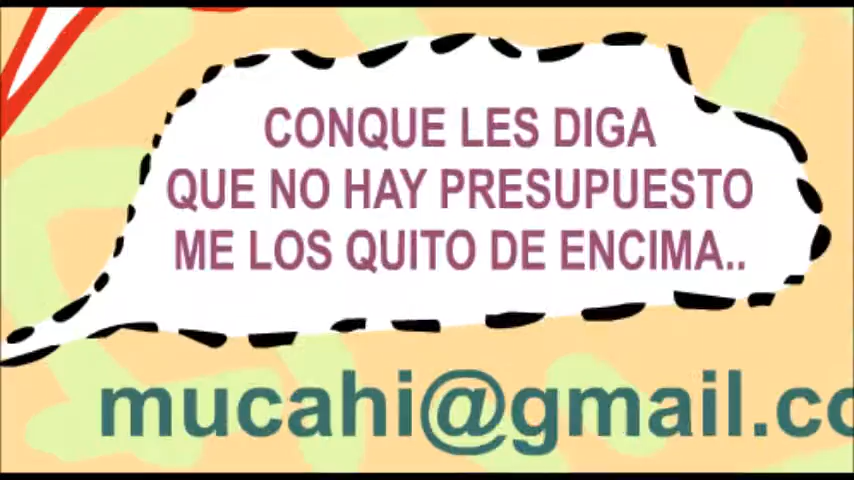 CONQUE LES DIGA
QUE NO HAY PRESUPUESTO
ME LOS QUITO DE ENCIMA..
mucahi@gmail.co